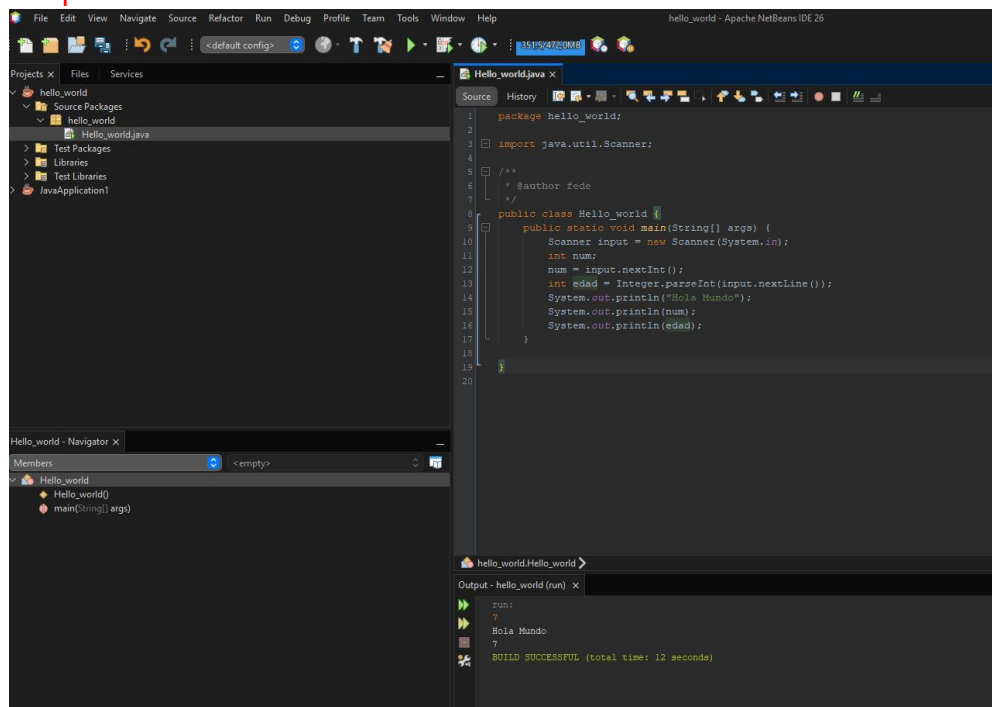 File Edit View Navigate Source Refactor Run Debug Profile Team Tools Window Help hello_world - Apache NetBeans IDE 26
<default config> 351,5/472,0MB
Projects Files Services
hello_world
Source Packages
hello_world
Hello_world.java
Test Packages
Libraries
Test Libraries
JavaApplication1
Hello_world - Navigator
Members <empty>
Hello_world
Hello_world()
main(String[] args)
Hello_world.java
Source History
1 package hello_world;
2
3 import java.util.Scanner;
4
5 /**
6 * @author fede
7 */
8 public class Hello_world {
9 public static void main(String[] args) {
10 Scanner input = new Scanner(System.in);
11 int num;
12 num = input.nextInt();
13 int edad = Integer.parseInt(input.nextLine());
14 System.out.println("Hola Mundo");
15 System.out.println(num);
16 System.out.println(edad);
17 }
18
19 }
20
hello_world.Hello_world
Output - hello_world (run)
run:
7
Hola Mundo
7
BUILD SUCCESSFUL (total time: 12 seconds)